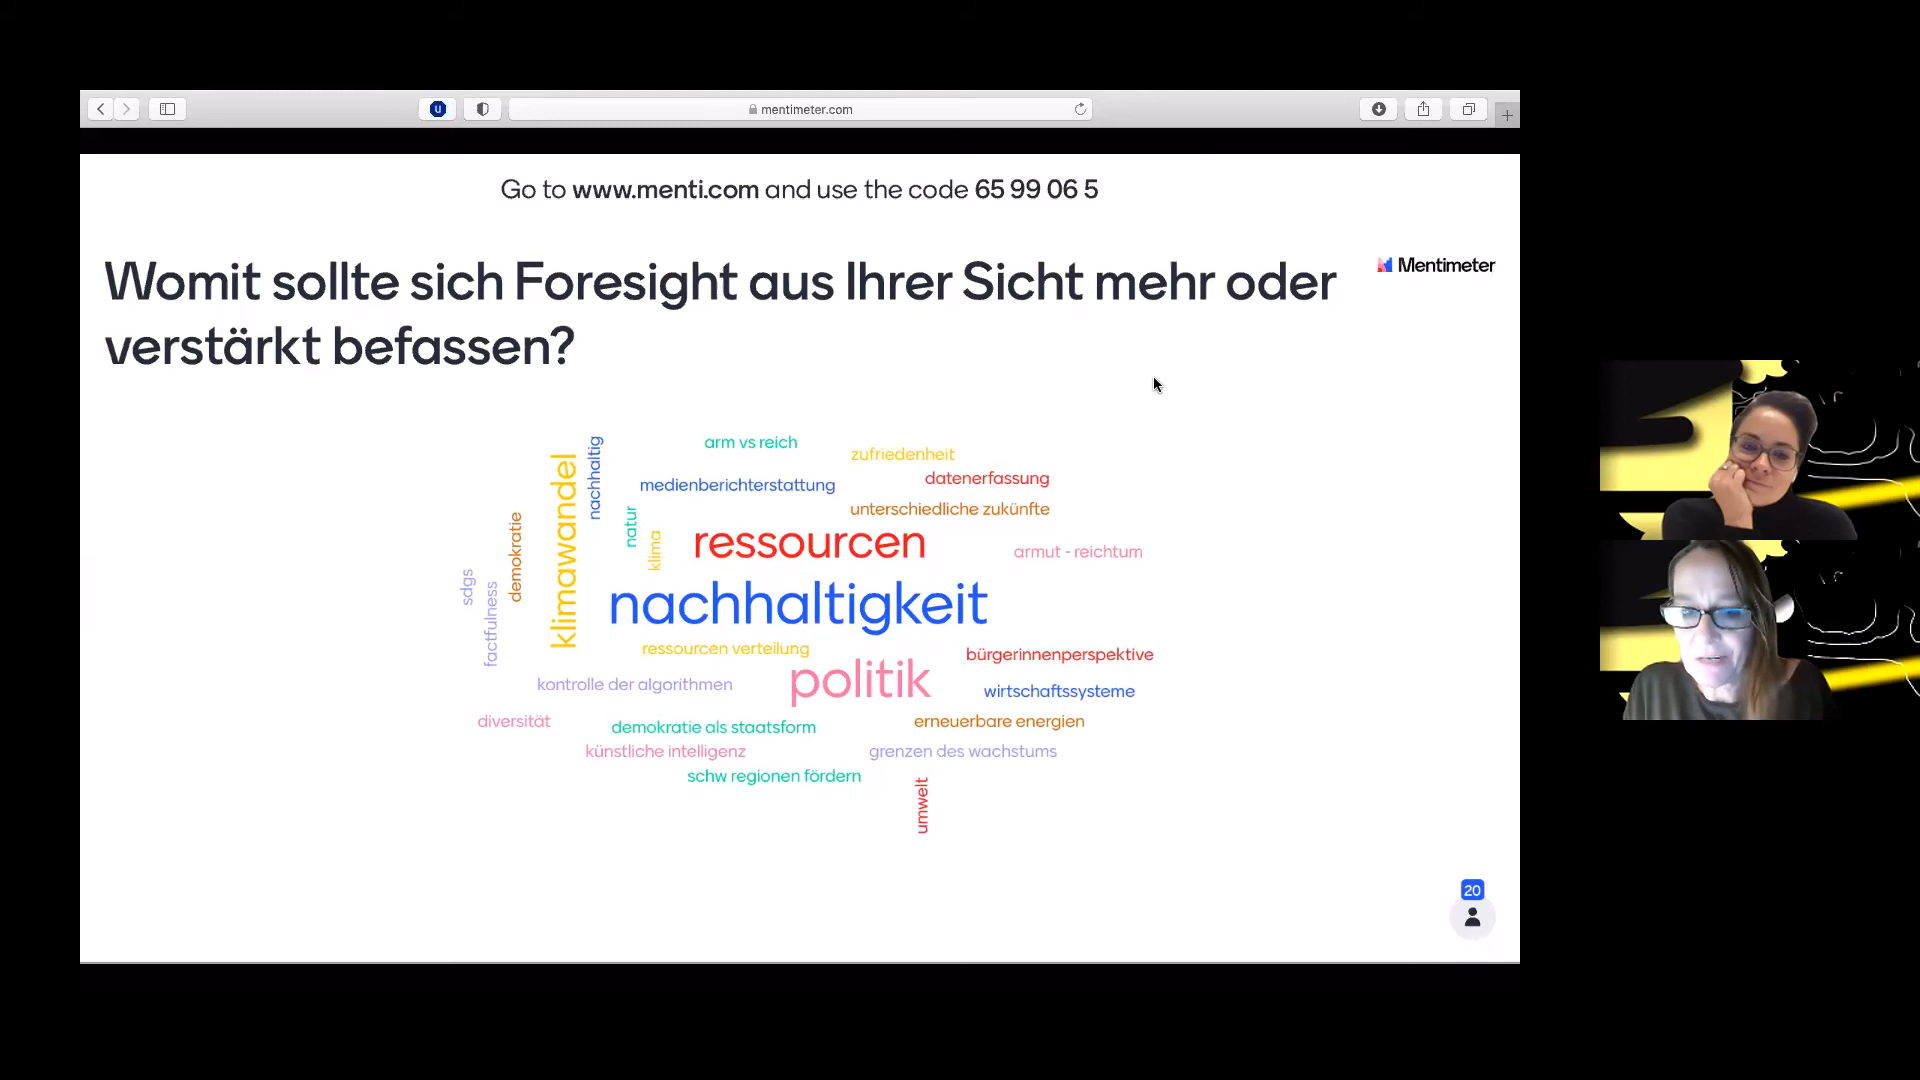 mentimeter.com
Go to www.menti.com and use the code 65 99 06 5
Womit sollte sich Foresight aus Ihrer Sicht mehr oder
verstärkt befassen?
Mentimeter
arm vs reich
zufriedenheit
nachhaltig
klimawandel
medienberichterstattung
datenerfassung
unterschiedliche zukünfte
natur
klima
demokratie
ressourcen
armut - reichtum
sdgs
factfulness
nachhaltigkeit
ressourcen verteilung
bürgerinnenperspektive
kontrolle der algorithmen
politik
wirtschaftssysteme
diversität
demokratie als staatsform
erneuerbare energien
künstliche intelligenz
grenzen des wachstums
schw regionen fördern
umwelt
20